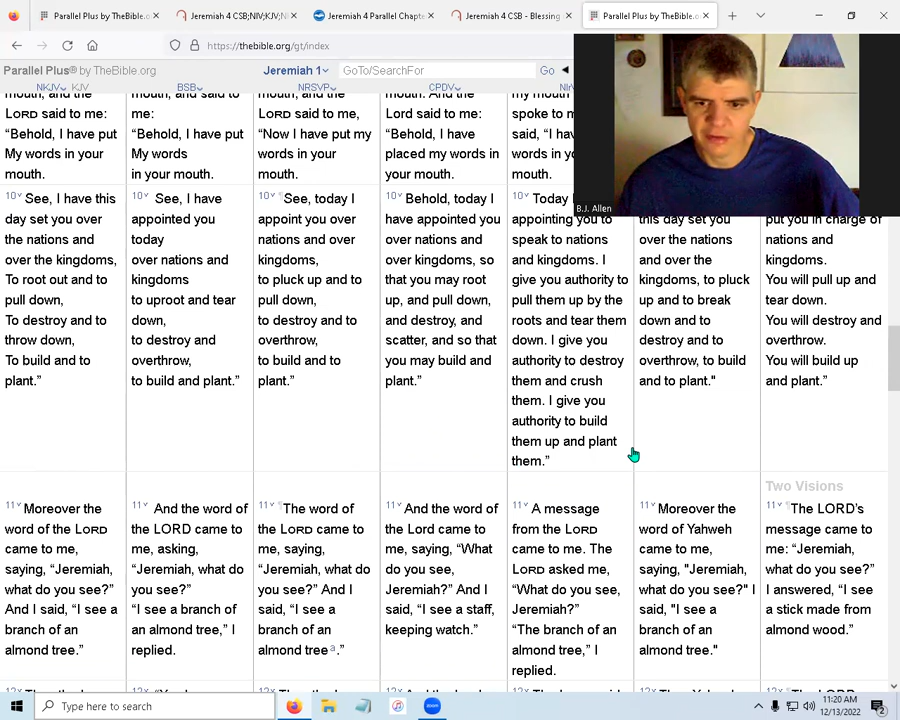 Parallel Plus by TheBible.org
Jeremiah 4 CSB;NIV;KJV;N
Jeremiah 4 Parallel Chapte
Jeremiah 4 CSB - Blessing
Parallel Plus by TheBible.org
https://thebible.org/gt/index
Parallel Plus® by TheBible.org
Jeremiah 1
GoTo/SearchFor
Go
NKJV KJV
BSB
NRSVP
CPDV
NIrV
mouth, and the
LORD said to me:
“Behold, I have put
My words in your
mouth.
10v See, I have this
day set you over
the nations and
over the kingdoms,
To root out and to
pull down,
To destroy and to
throw down,
To build and to
plant.”
11v Moreover the
word of the LORD
came to me,
saying, “Jeremiah,
what do you see?”
And I said, “I see a
branch of an
almond tree.”
mouth, and said to
me:
“Behold, I have put
My words
in your mouth.
10v See, I have
appointed you
today
over nations and
kingdoms
to uproot and tear
down,
to destroy and
overthrow,
to build and plant.”
11v And the word of
the LORD came to
me, asking,
“Jeremiah, what do
you see?”
“I see a branch of
an almond tree,” I
replied.
mouth, and the
LORD said to me,
“Now I have put my
words in your
mouth.
10v ¶See, today I
appoint you over
nations and over
kingdoms,
to pluck up and to
pull down,
to destroy and to
overthrow,
to build and to
plant.”
11v ¶The word of
the LORD came to
me, saying,
“Jeremiah, what do
you see?” And I
said, “I see a
branch of an
almond treea.”
mouth. And the
Lord said to me:
“Behold, I have
placed my words in
your mouth.
10v Behold, today I
have appointed you
over nations and
over kingdoms, so
that you may root
up, and pull down,
and destroy, and
scatter, and so that
you may build and
plant.”
11v And the word of
the Lord came to
me, saying, “What
do you see,
Jeremiah?” And I
said, “I see a staff,
keeping watch.”
my mouth
spoke to m
said, “I hav
10v Today I
appointing you to
speak to nations
and kingdoms. I
give you authority to
pull them up by the
roots and tear them
down. I give you
authority to destroy
them and crush
them. I give you
authority to build
them up and plant
them.”
11v A message
from the LORD
came to me. The
LORD asked me,
“What do you see,
Jeremiah?”
“The branch of an
almond tree,” I
replied.
this day set you
over the nations
and over the
kingdoms, to pluck
up and to break
down and to
destroy and to
overthrow, to build
and to plant."
11v Moreover the
word of Yahweh
came to me,
saying, "Jeremiah,
what do you see?" I
said, "I see a
branch of an
almond tree."
put you in charge of
nations and
kingdoms.
You will pull up and
tear down.
You will destroy and
overthrow.
You will build up
and plant.”
Two Visions
11v ¶The LORD’s
message came to
me: “Jeremiah,
what do you see?”
I answered, “I see
a stick made from
almond wood.”
B.J. Allen
Type here to search
11:20 AM
12/13/2022
2